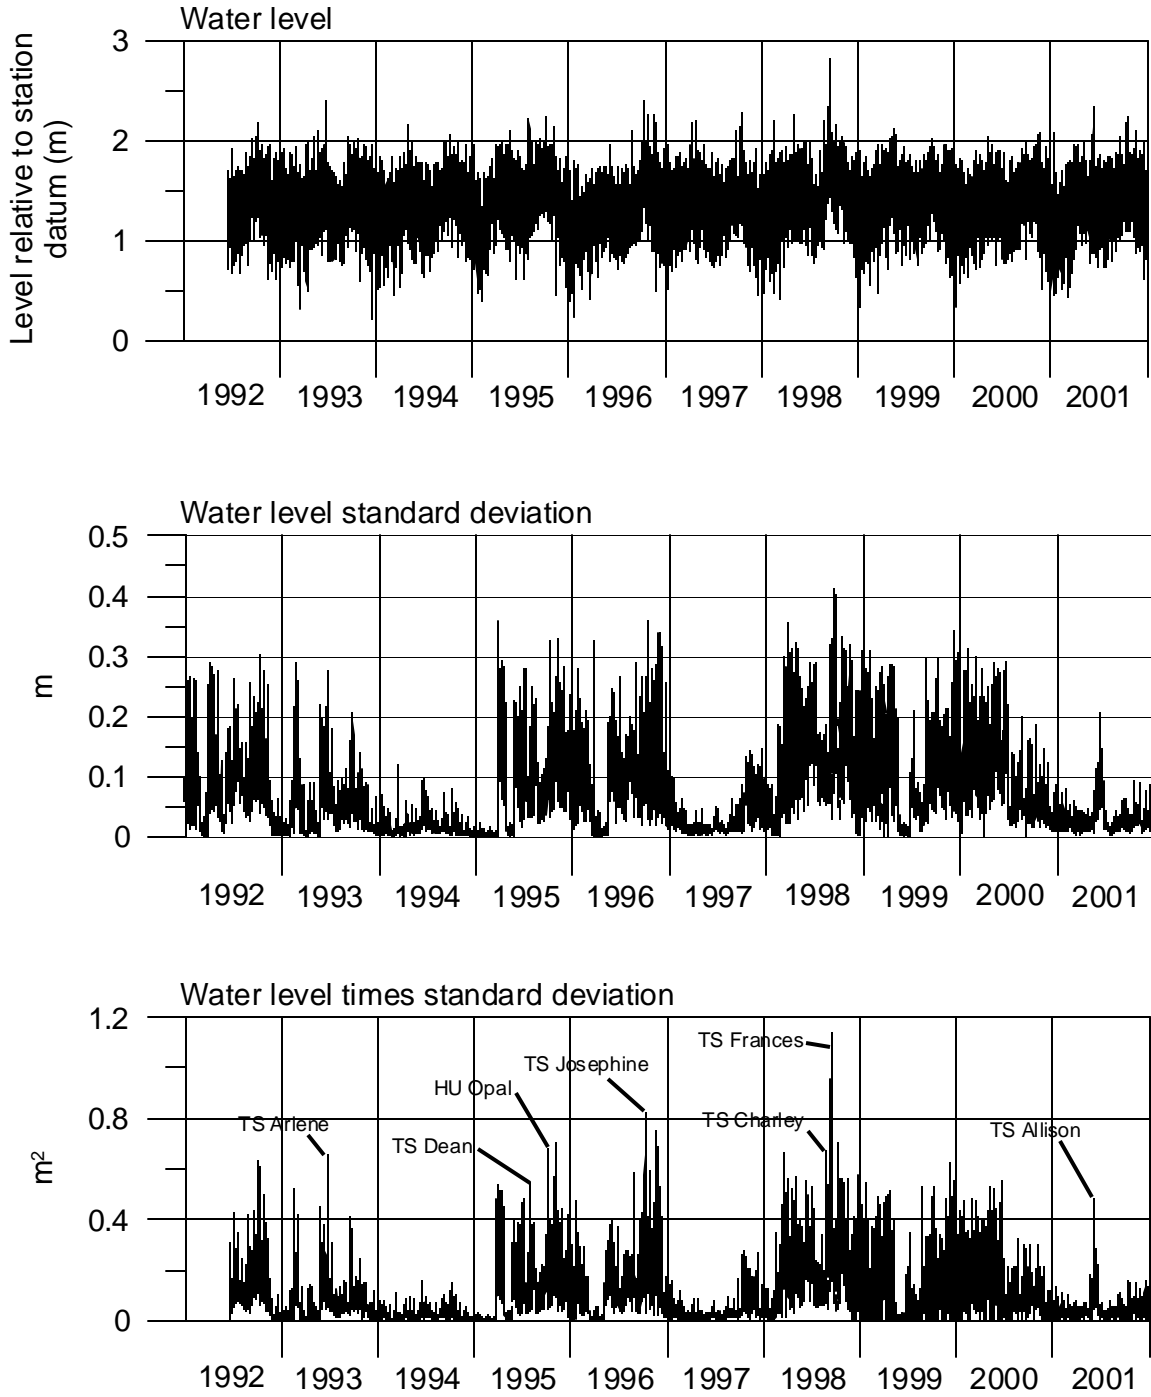 Water level
Level relative to station
datum (m)
3
2
1
0
1992 1993 1994 1995 1996 1997 1998 1999 2000 2001
Water level standard deviation
m
0.5
0.4
0.3
0.2
0.1
0
1992 1993 1994 1995 1996 1997 1998 1999 2000 2001
Water level times standard deviation
m²
1.2
0.8
0.4
0
TS Frances
TS Josephine
HU Opal
TS Arlene
TS Charley
TS Dean
TS Allison
1992 1993 1994 1995 1996 1997 1998 1999 2000 2001